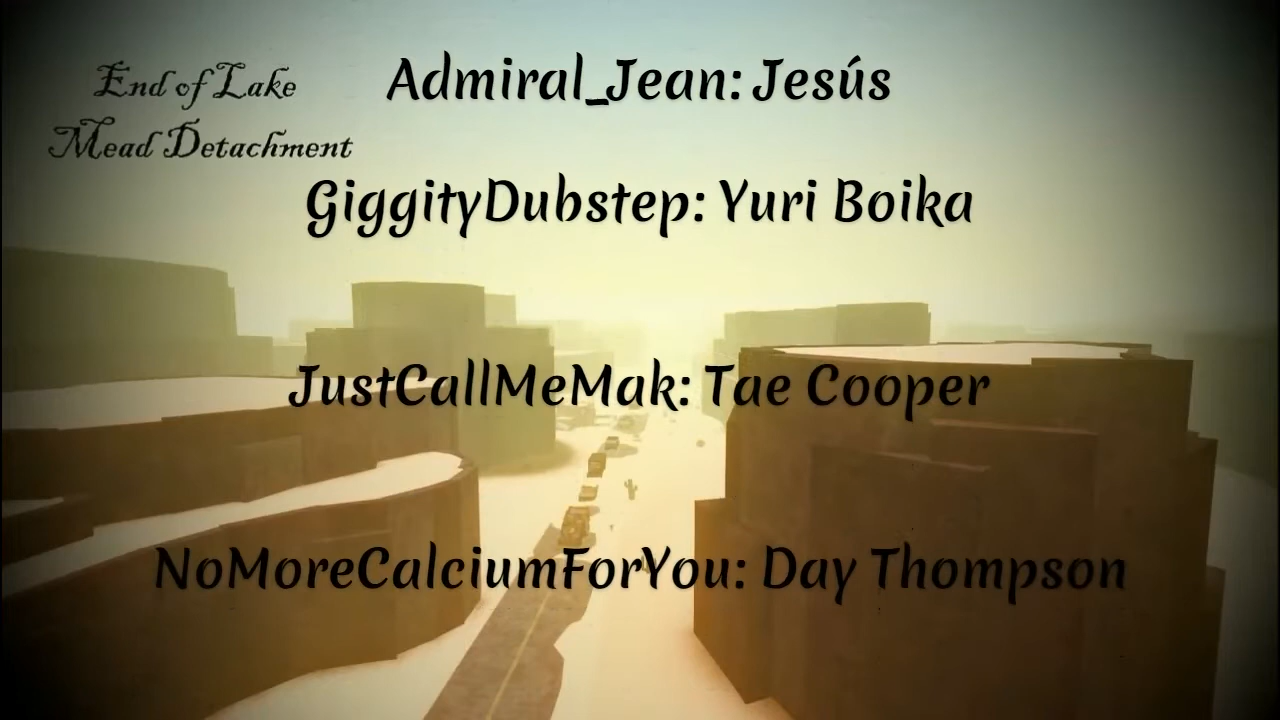 End of Lake
Mead Detachment
Admiral_Jean: Jesús
GiggityDubstep: Yuri Boika
JustCallMeMak: Tae Cooper
NoMoreCalciumForYou: Day Thompson